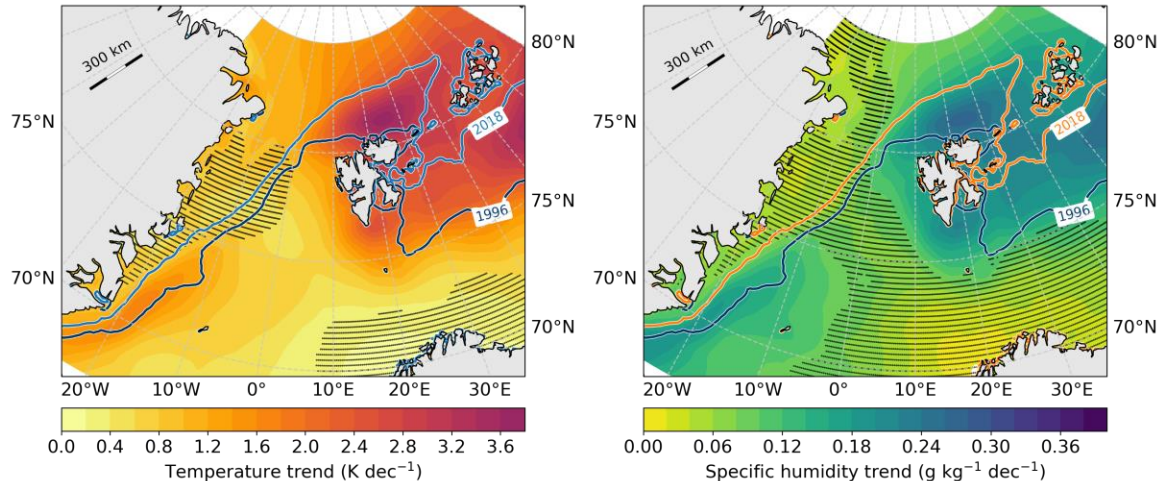 300 km
80°N
75°N
2018
75°N
1996
70°N
70°N
20°W 10°W 0° 10°E 20°E 30°E
0.0 0.4 0.8 1.2 1.6 2.0 2.4 2.8 3.2 3.6
Temperature trend (K dec⁻¹)
300 km
80°N
75°N
2018
75°N
1996
70°N
70°N
20°W 10°W 0° 10°E 20°E 30°E
0.00 0.06 0.12 0.18 0.24 0.30 0.36
Specific humidity trend (g kg⁻¹ dec⁻¹)